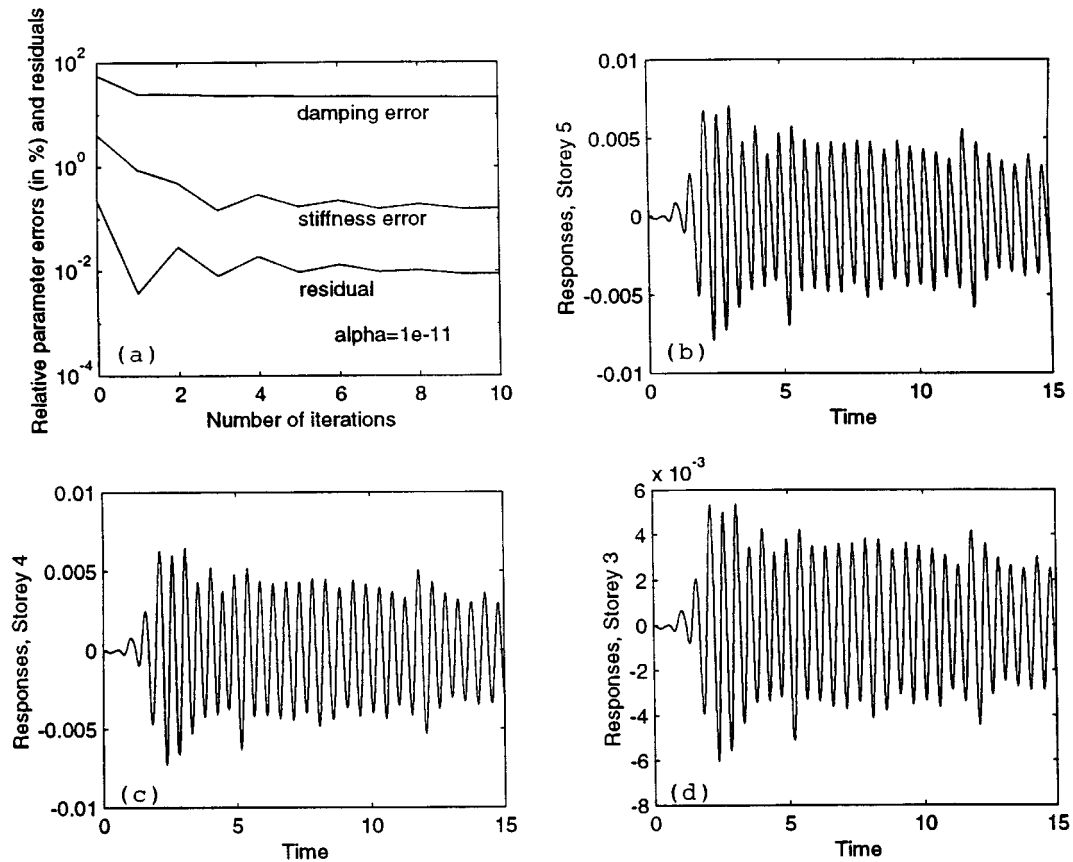 Relative parameter errors (in %) and residuals
10^2
10^0
10^-2
10^-4
damping error
stiffness error
residual
alpha=1e-11
(a)
0 2 4 6 8 10
Number of iterations
Responses, Storey 5
0.01
0.005
0
-0.005
-0.01
(b)
0 5 10 15
Time
Responses, Storey 4
0.01
0.005
0
-0.005
-0.01
(c)
0 5 10 15
Time
x 10^-3
Responses, Storey 3
6
4
2
0
-2
-4
-6
-8
(d)
0 5 10 15
Time